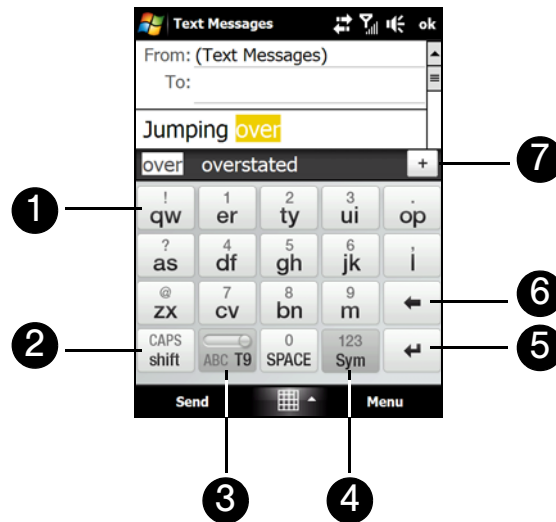 Text Messages ok
From: (Text Messages)
To:
Jumping over
over overstated +
7
1
! 1 2 3 .
qw er ty ui op
? 4 5 6 ,
as df gh jk l
@ 7 8 9
zx cv bn m
6
2
CAPS 0 123
shift ABC T9 SPACE Sym
5
Send Menu
3 4